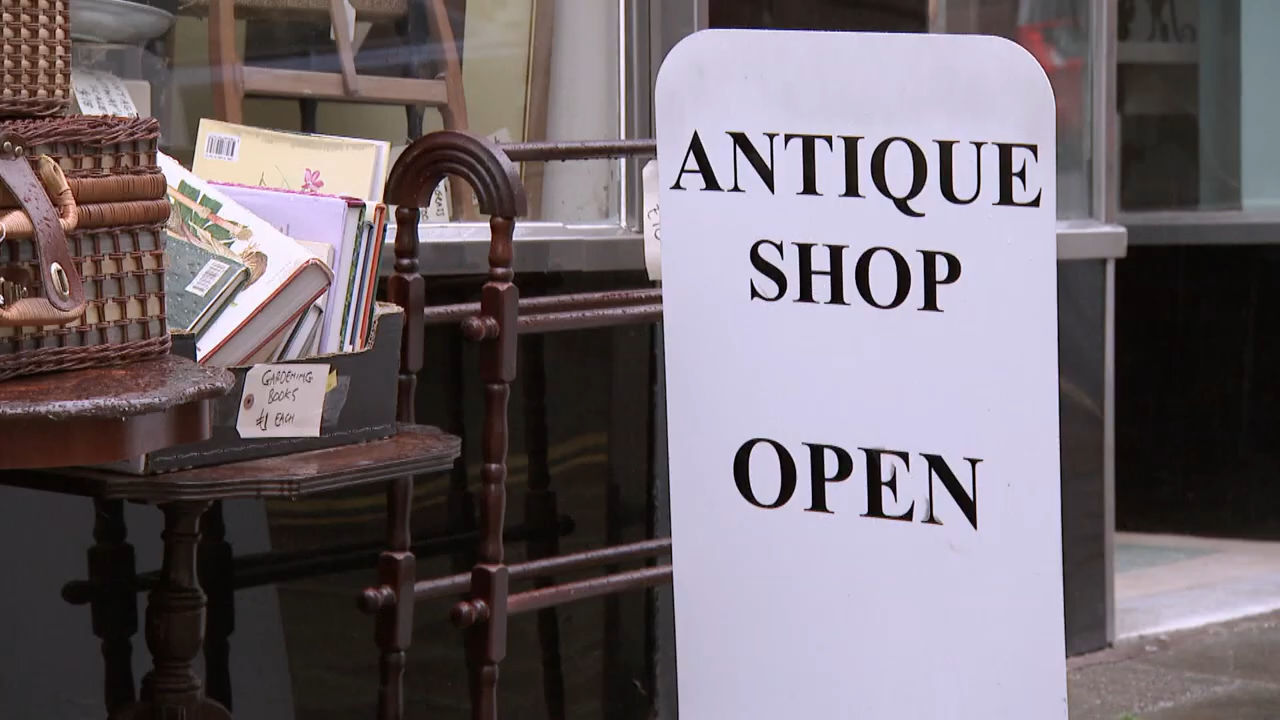 GARDENING
BOOKS
£1 EACH
ANTIQUE
SHOP
OPEN